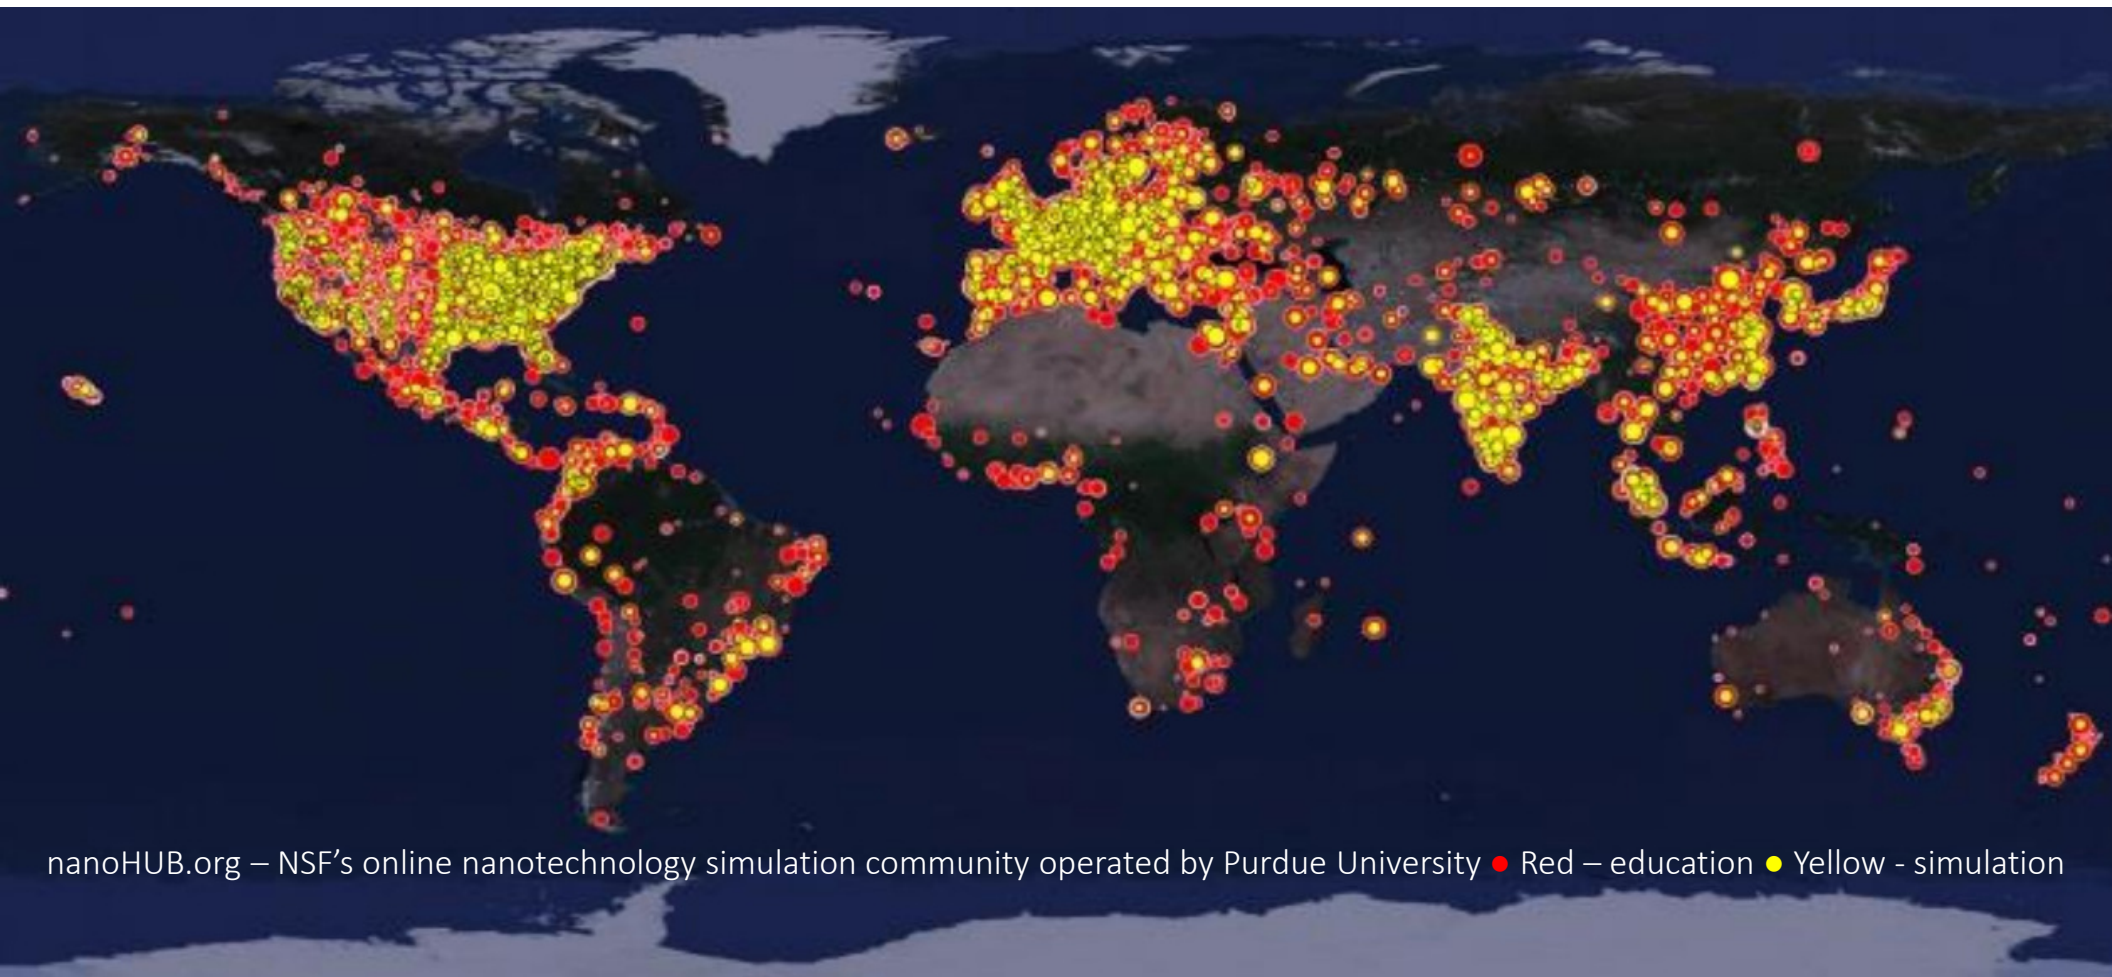 nanoHUB.org – NSF’s online nanotechnology simulation community operated by Purdue University ● Red – education ● Yellow - simulation